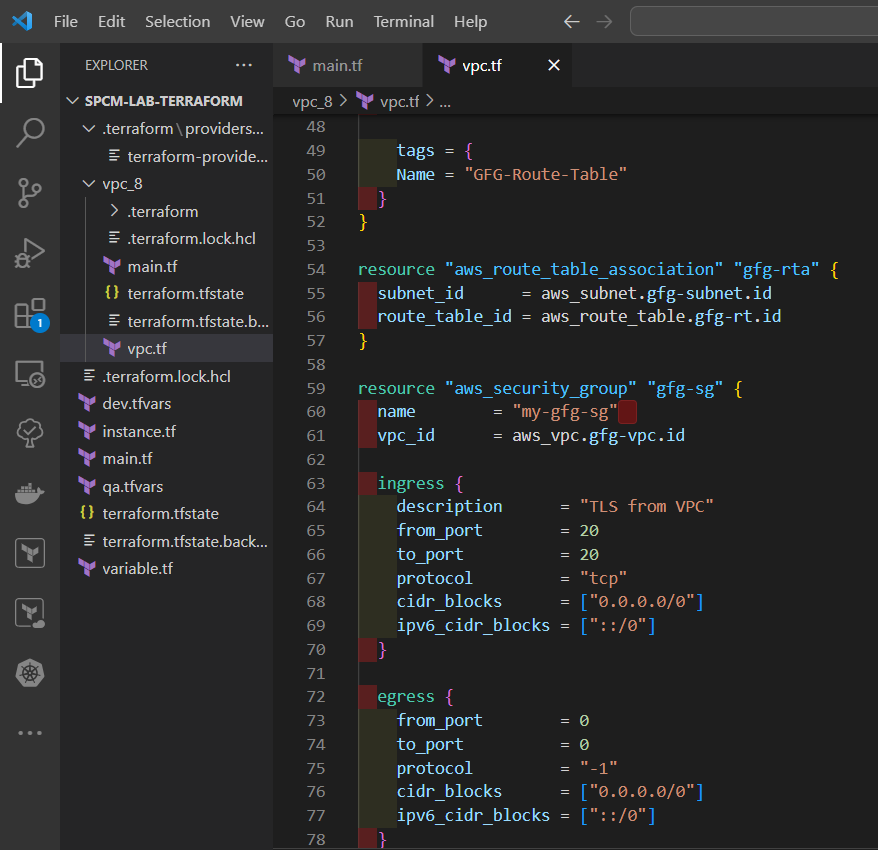 File Edit Selection View Go Run Terminal Help
EXPLORER
SPCM-LAB-TERRAFORM
.terraform\providers...
terraform-provide...
vpc_8
.terraform
.terraform.lock.hcl
main.tf
terraform.tfstate
terraform.tfstate.b...
vpc.tf
.terraform.lock.hcl
dev.tfvars
instance.tf
main.tf
qa.tfvars
terraform.tfstate
terraform.tfstate.back...
variable.tf
1
main.tf vpc.tf
vpc_8 > vpc.tf > ...
48
49 tags = {
50 Name = "GFG-Route-Table"
51 }
52 }
53
54 resource "aws_route_table_association" "gfg-rta" {
55 subnet_id = aws_subnet.gfg-subnet.id
56 route_table_id = aws_route_table.gfg-rt.id
57 }
58
59 resource "aws_security_group" "gfg-sg" {
60 name = "my-gfg-sg"
61 vpc_id = aws_vpc.gfg-vpc.id
62
63 ingress {
64 description = "TLS from VPC"
65 from_port = 20
66 to_port = 20
67 protocol = "tcp"
68 cidr_blocks = ["0.0.0.0/0"]
69 ipv6_cidr_blocks = ["::/0"]
70 }
71
72 egress {
73 from_port = 0
74 to_port = 0
75 protocol = "-1"
76 cidr_blocks = ["0.0.0.0/0"]
77 ipv6_cidr_blocks = ["::/0"]
78 }